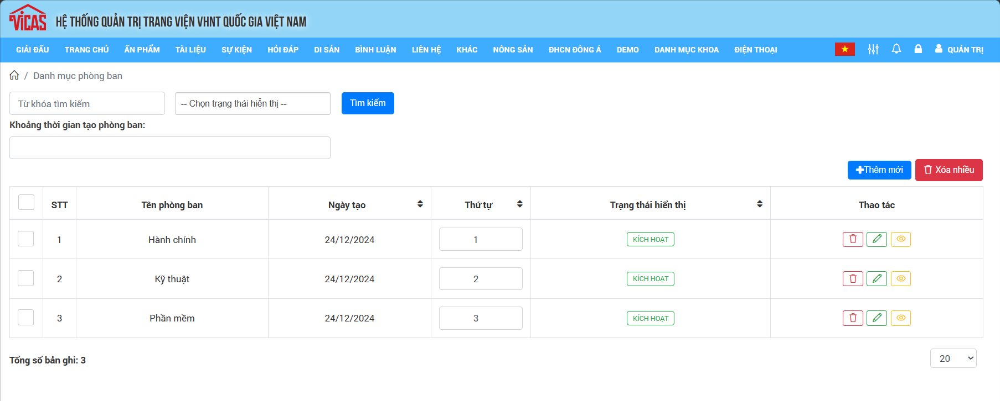 ViCAS
HỆ THỐNG QUẢN TRỊ TRANG VIỆN VHNT QUỐC GIA VIỆT NAM
GIẢI ĐẤU TRANG CHỦ ẤN PHẨM TÀI LIỆU SỰ KIỆN HỎI ĐÁP DI SẢN BÌNH LUẬN LIÊN HỆ KHÁC NÔNG SẢN ĐHCN ĐÔNG Á DEMO DANH MỤC KHOA ĐIỆN THOẠI QUẢN TRỊ
/ Danh mục phòng ban
Từ khóa tìm kiếm -- Chọn trạng thái hiển thị -- Tìm kiếm
Khoảng thời gian tạo phòng ban:
Thêm mới Xóa nhiều
STT Tên phòng ban Ngày tạo Thứ tự Trạng thái hiển thị Thao tác
1 Hành chính 24/12/2024 1 KÍCH HOẠT
2 Kỹ thuật 24/12/2024 2 KÍCH HOẠT
3 Phần mềm 24/12/2024 3 KÍCH HOẠT
Tổng số bản ghi: 3 20